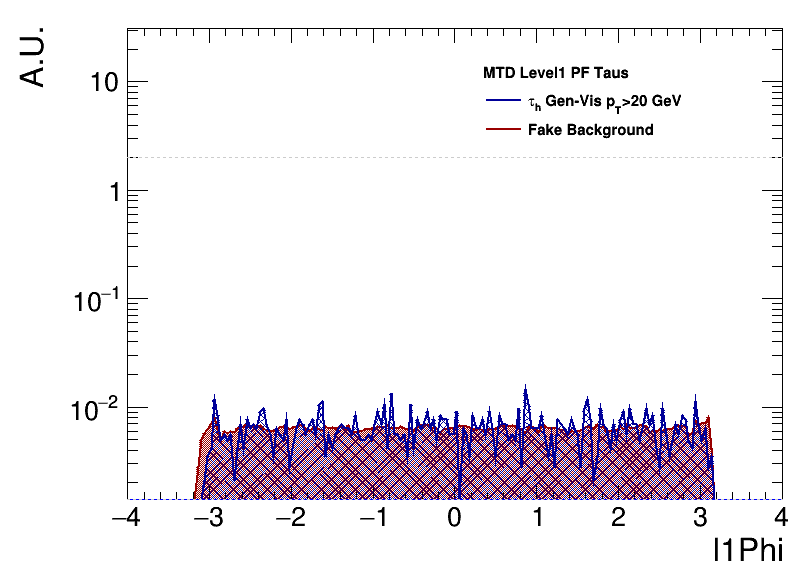 A.U.
MTD Level1 PF Taus
τh Gen-Vis pT>20 GeV
Fake Background
10
1
10−1
10−2
−4 −3 −2 −1 0 1 2 3 4
l1Phi